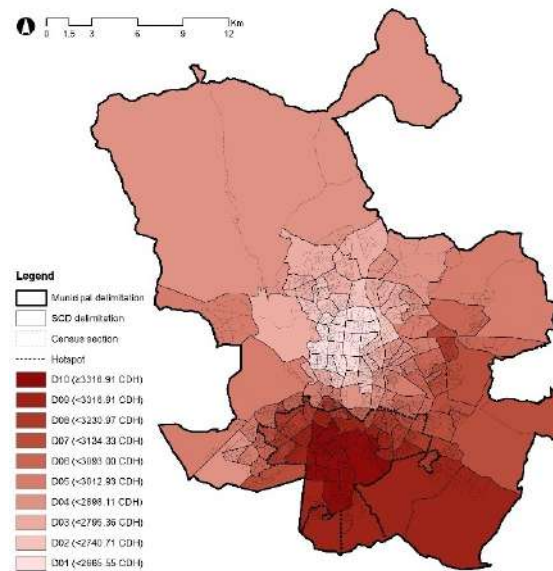 Km
0 1.5 3 6 9 12
Legend
Municipal delimitation
SCD delimitation
Census section
Hotspot
D10 (≥3316.91 CDH)
D09 (<3316.91 CDH)
D08 (<3230.97 CDH)
D07 (<3134.33 CDH)
D06 (<3093.00 CDH)
D05 (<3012.93 CDH)
D04 (<2898.11 CDH)
D03 (<2795.36 CDH)
D02 (<2740.71 CDH)
D01 (<2665.55 CDH)